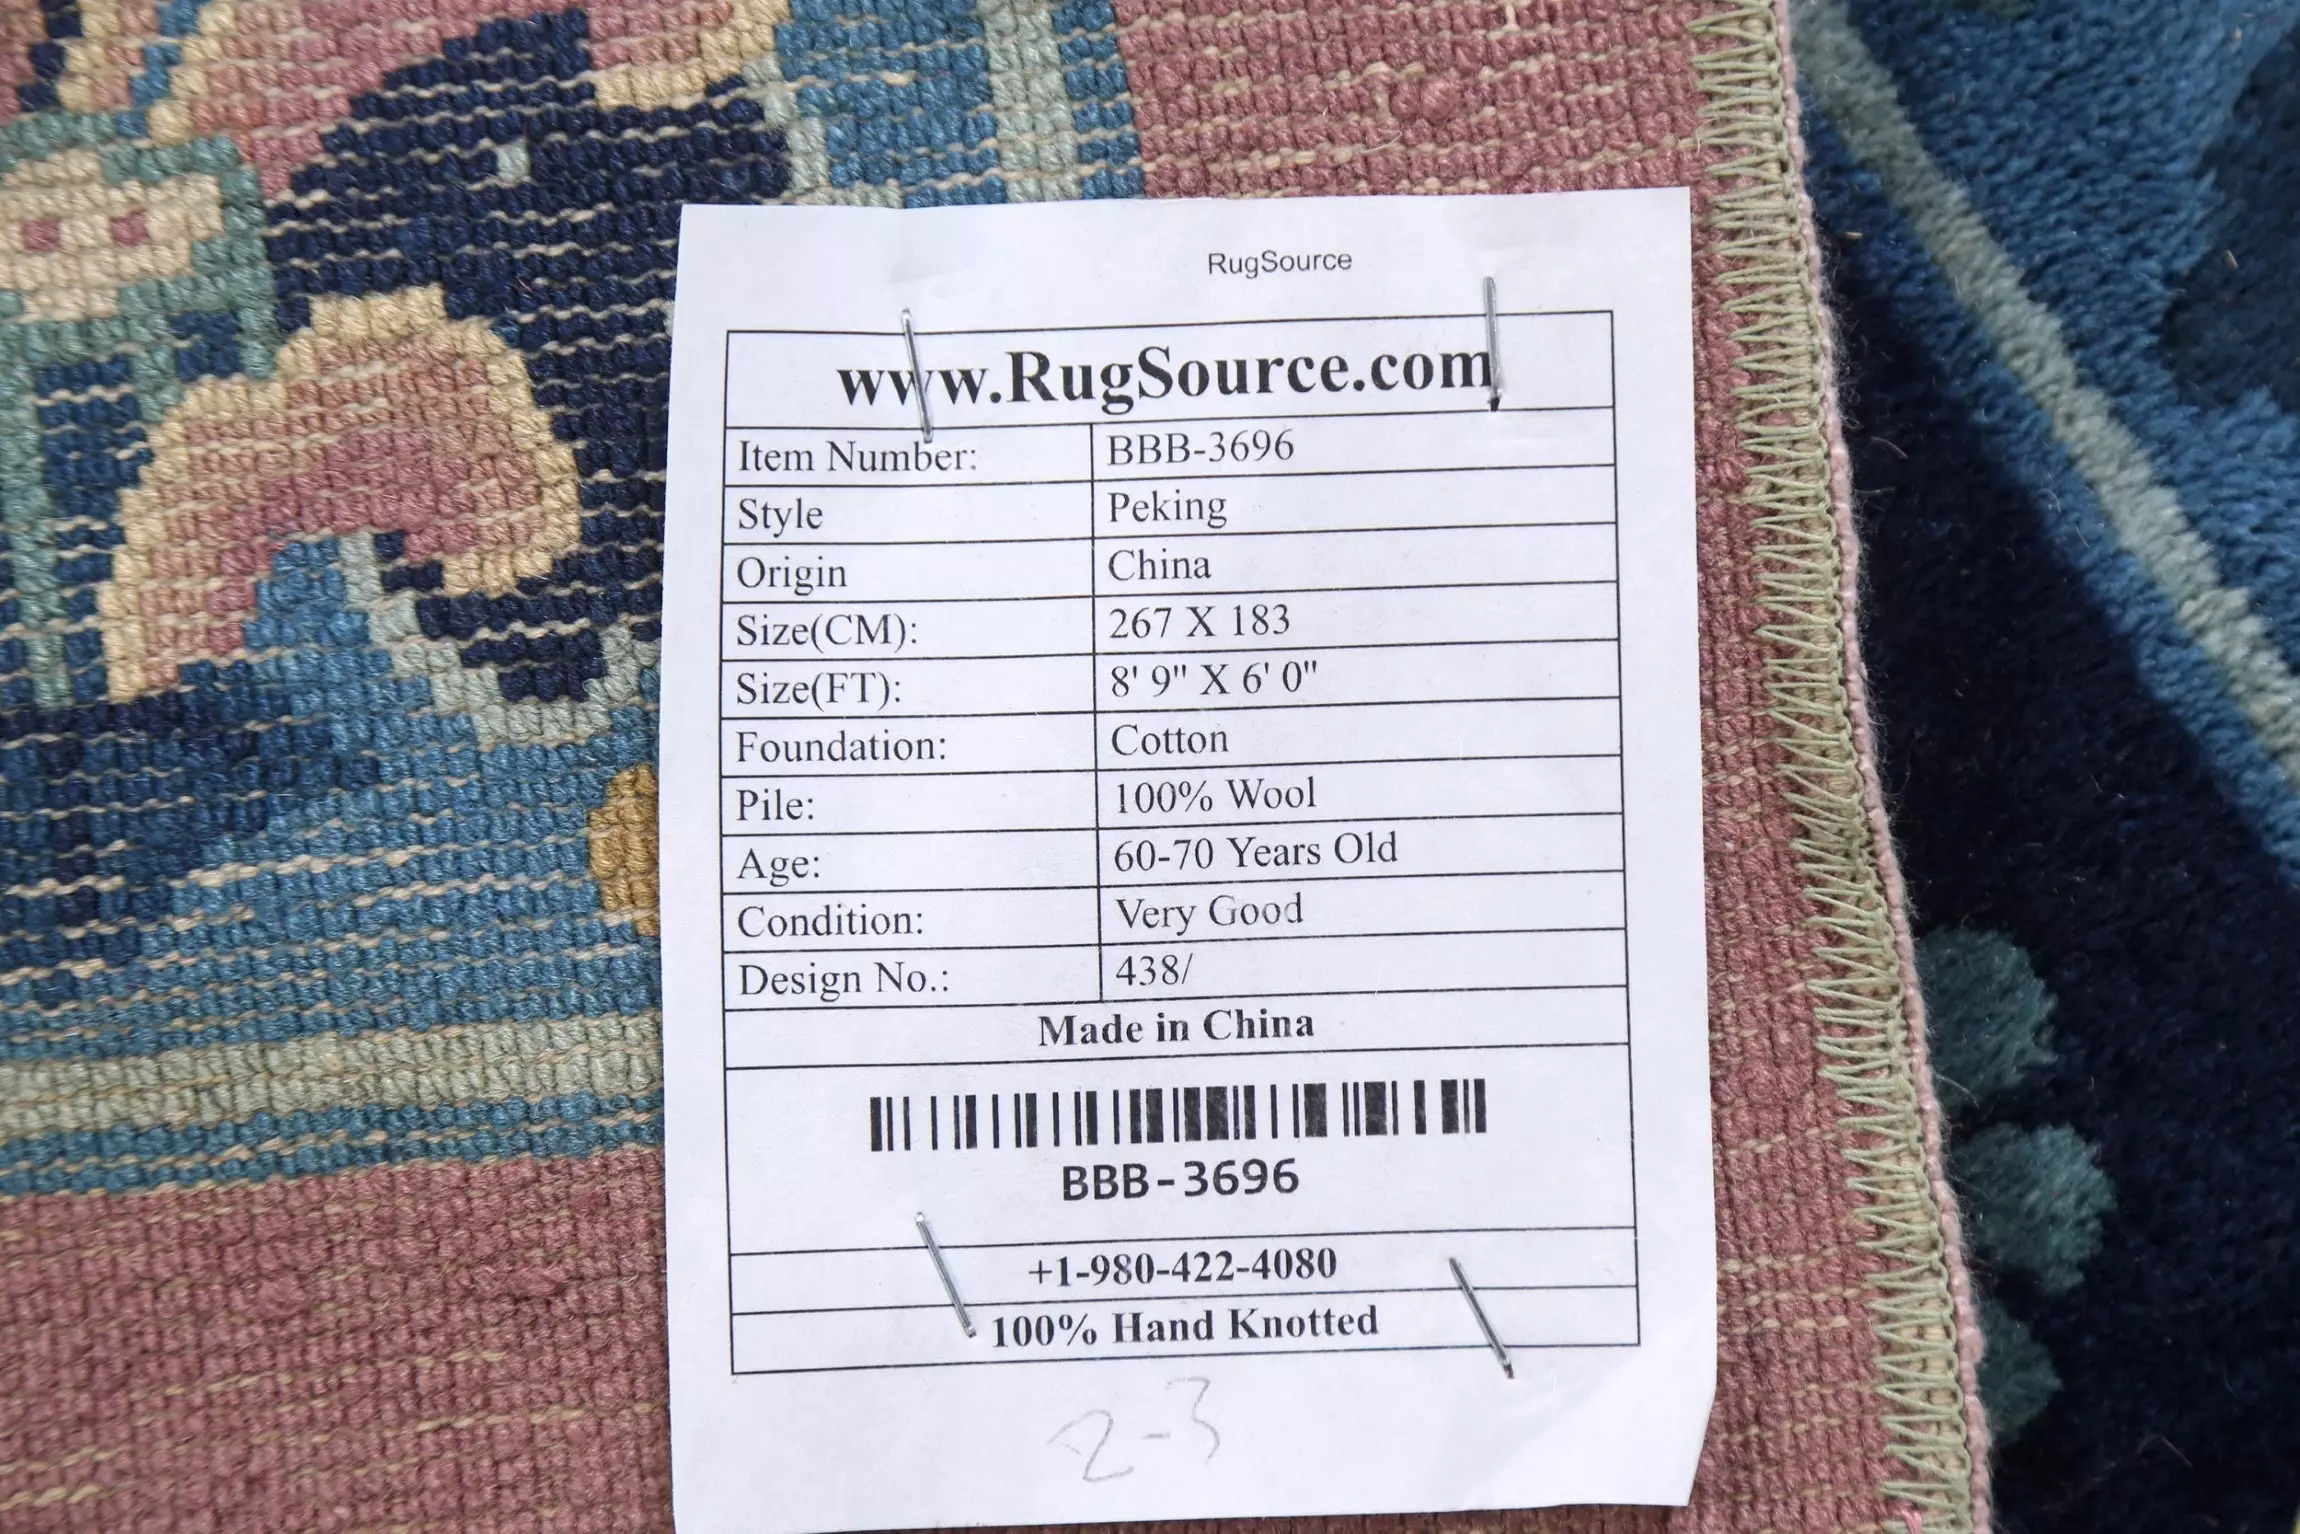 RugSource
www.RugSource.com
Item Number: BBB-3696
Style Peking
Origin China
Size(CM): 267 X 183
Size(FT): 8' 9" X 6' 0"
Foundation: Cotton
Pile: 100% Wool
Age: 60-70 Years Old
Condition: Very Good
Design No.: 438/
Made in China
BBB-3696
+1-980-422-4080
100% Hand Knotted
2-3